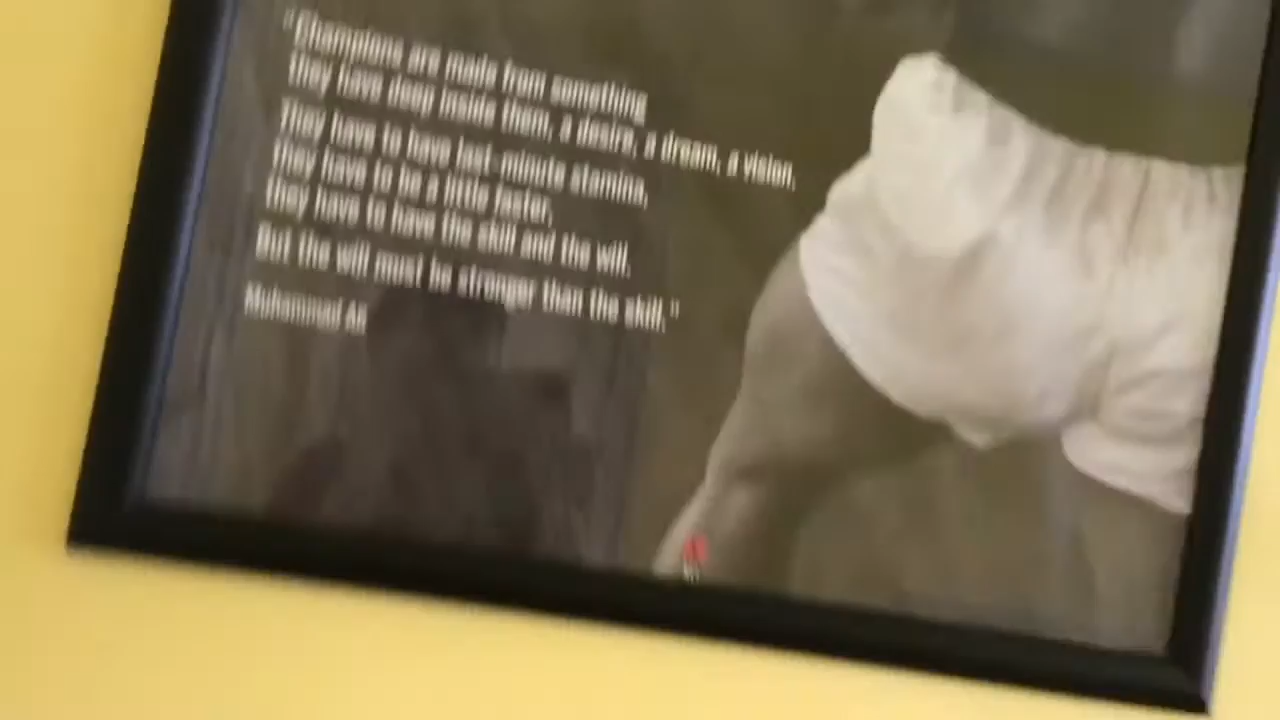 "Champions are made from something
they have deep inside them, a desire, a dream, a vision.
They have to have last-minute stamina,
they have to be a little faster,
they have to have the skill and the will.
But the will must be stronger than the skill."
Muhammad Ali